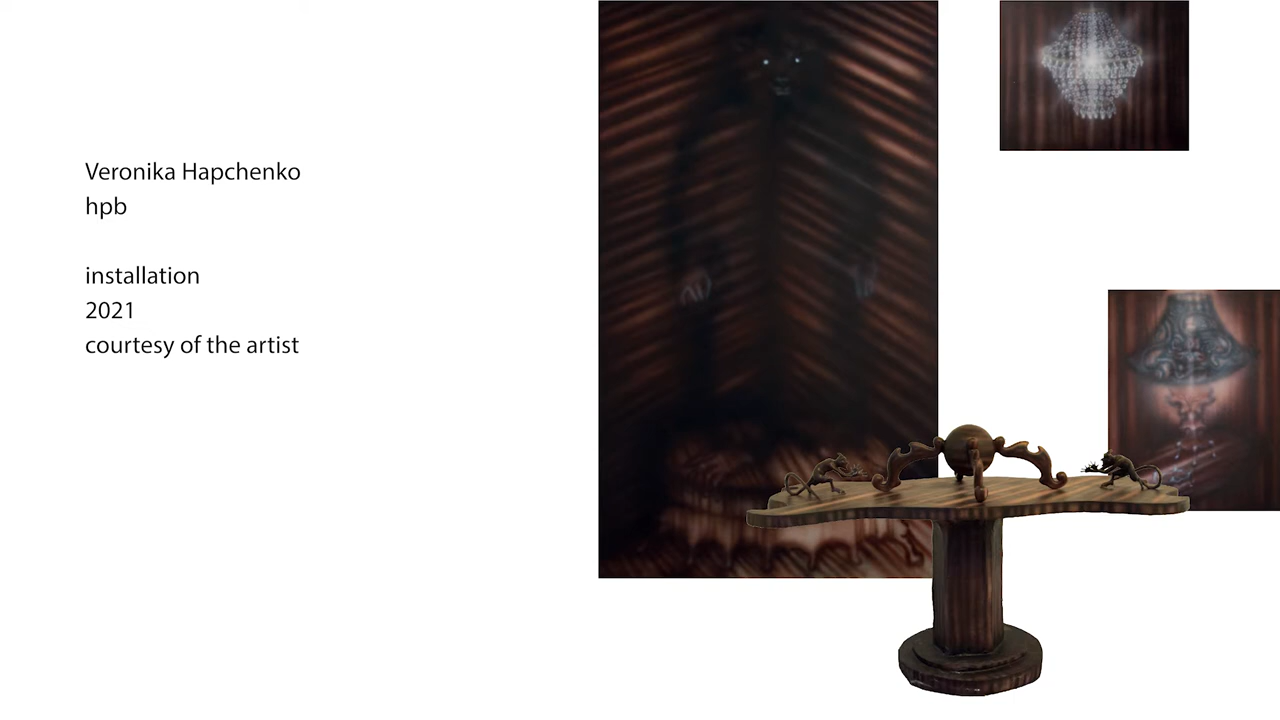 Veronika Hapchenko
hpb
installation
2021
courtesy of the artist